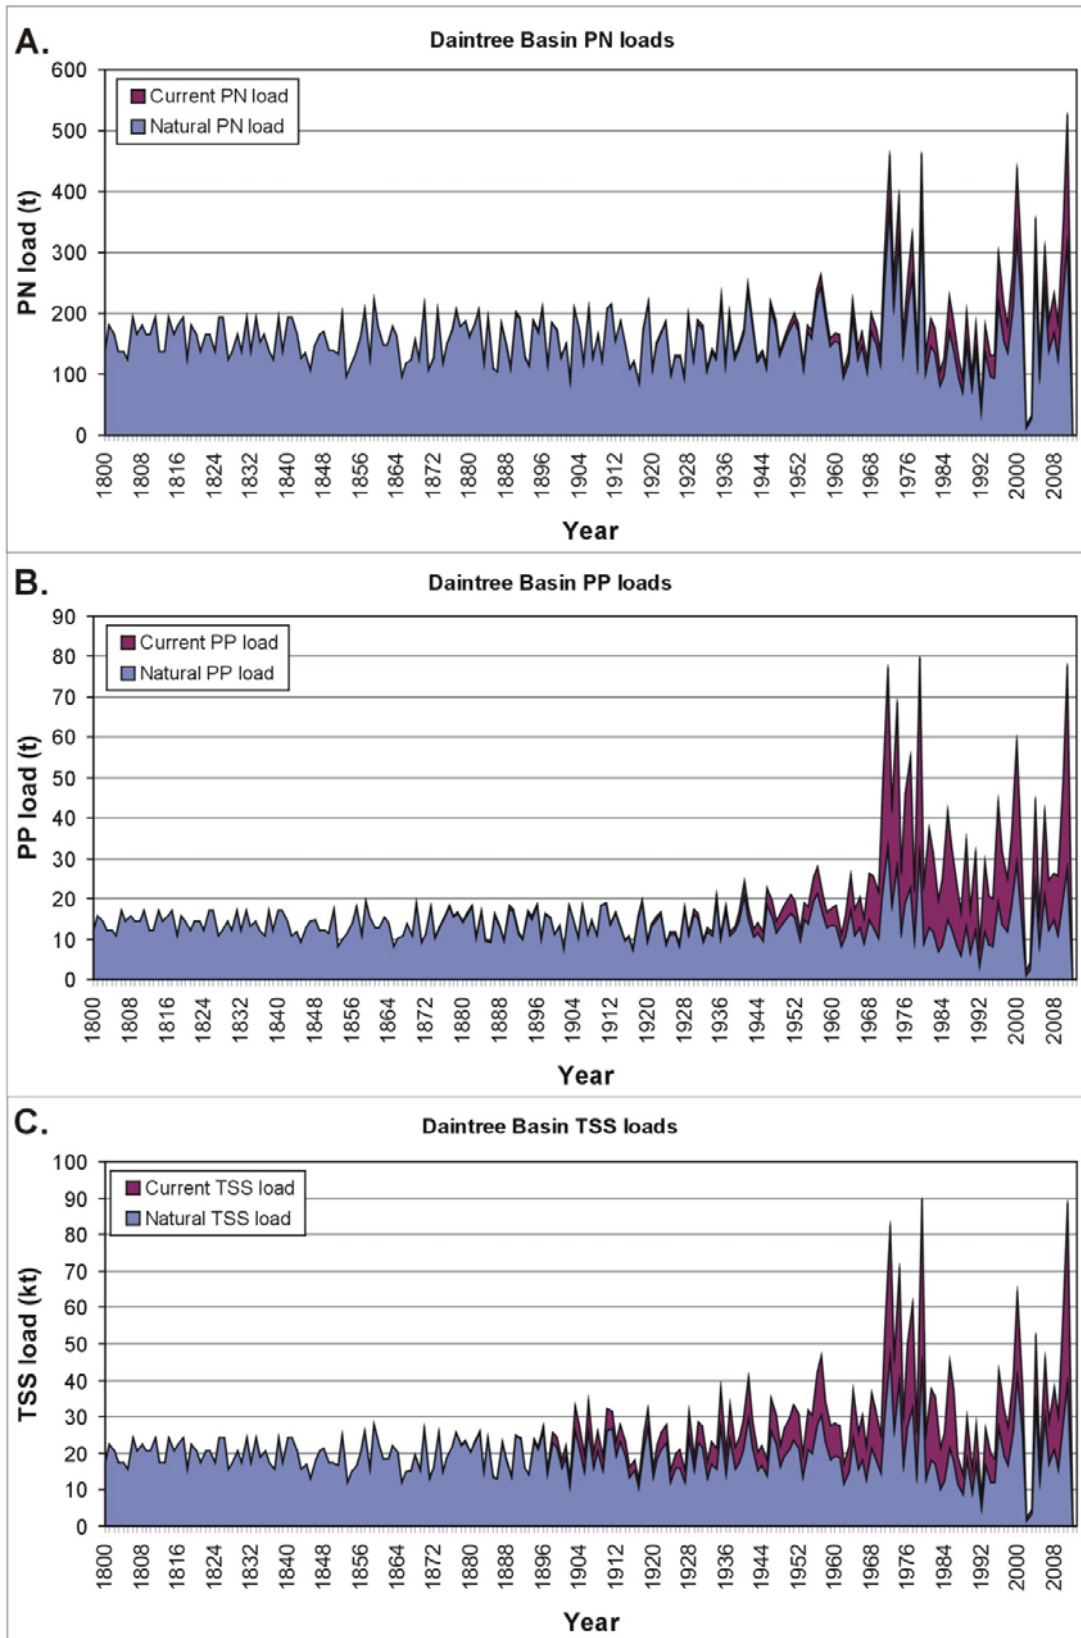 A.
Daintree Basin PN loads
Current PN load
Natural PN load
PN load (t)
600
500
400
300
200
100
0
1800 1808 1816 1824 1832 1840 1848 1856 1864 1872 1880 1888 1896 1904 1912 1920 1928 1936 1944 1952 1960 1968 1976 1984 1992 2000 2008
Year
B.
Daintree Basin PP loads
Current PP load
Natural PP load
PP load (t)
90
80
70
60
50
40
30
20
10
0
1800 1808 1816 1824 1832 1840 1848 1856 1864 1872 1880 1888 1896 1904 1912 1920 1928 1936 1944 1952 1960 1968 1976 1984 1992 2000 2008
Year
C.
Daintree Basin TSS loads
Current TSS load
Natural TSS load
TSS load (kt)
100
90
80
70
60
50
40
30
20
10
0
1800 1808 1816 1824 1832 1840 1848 1856 1864 1872 1880 1888 1896 1904 1912 1920 1928 1936 1944 1952 1960 1968 1976 1984 1992 2000 2008
Year